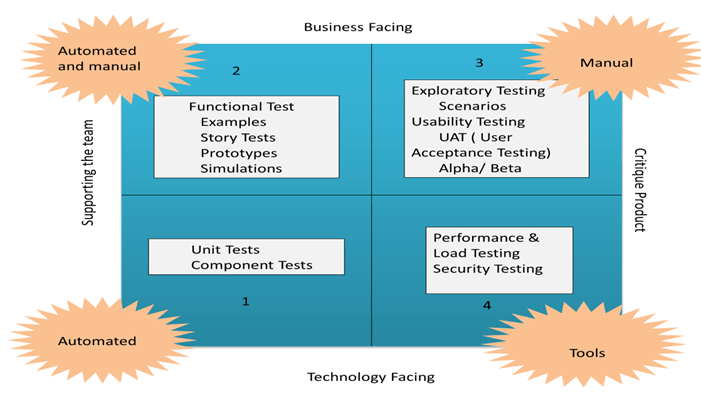 Business Facing
Automated
and manual
2
3
Manual
Functional Test
Examples
Story Tests
Prototypes
Simulations
Exploratory Testing
Scenarios
Usability Testing
UAT ( User
Acceptance Testing)
Alpha/ Beta
Supporting the team
Critique Product
Unit Tests
Component Tests
1
Performance &
Load Testing
Security Testing
4
Automated
Tools
Technology Facing